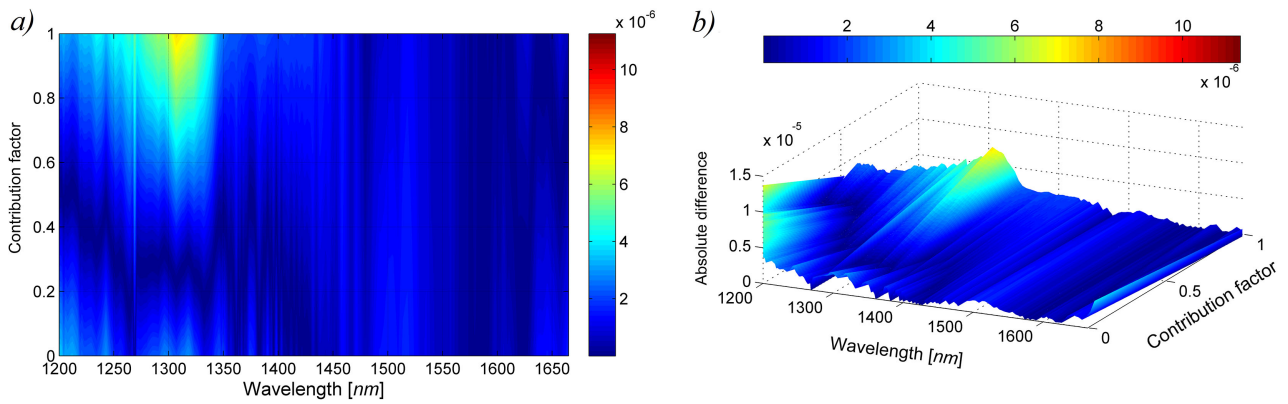 a)
x 10⁻⁶
1
0.8
0.6
0.4
0.2
0
Contribution factor
1200 1250 1300 1350 1400 1450 1500 1550 1600 1650
Wavelength [nm]
10
8
6
4
2
b)
2 4 6 8 10
x 10⁻⁶
x 10⁻⁵
1.5
1
0.5
0
Absolute difference
1200 1300 1400 1500 1600
Wavelength [nm]
0 0.5 1
Contribution factor